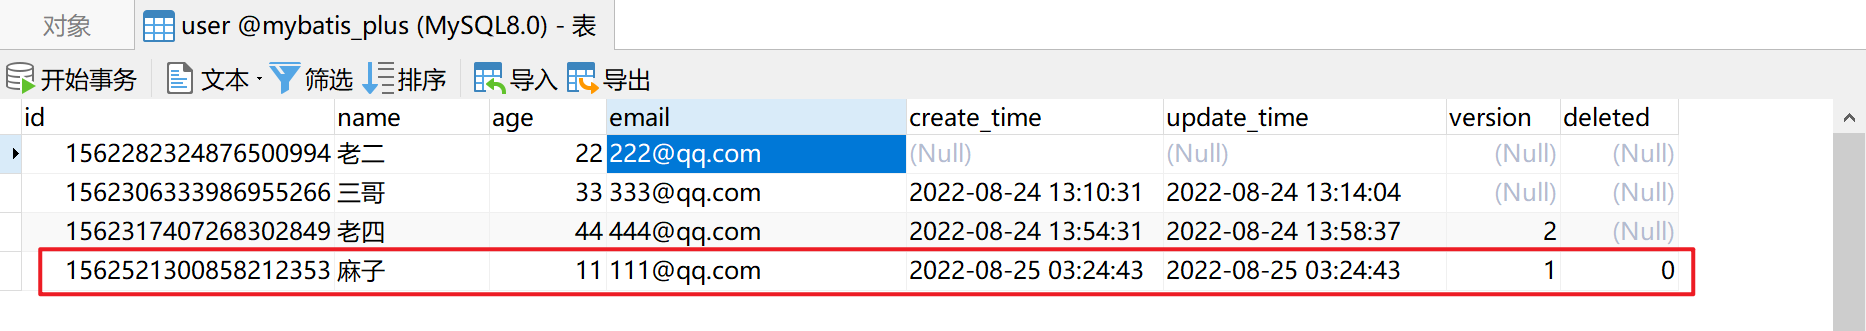 对象 user @mybatis_plus (MySQL8.0) - 表
开始事务 文本 筛选 排序 导入 导出
id name age email create_time update_time version deleted
1562282324876500994 老二 22 222@qq.com (Null) (Null) (Null) (Null)
1562306333986955266 三哥 33 333@qq.com 2022-08-24 13:10:31 2022-08-24 13:14:04 (Null) (Null)
1562317407268302849 老四 44 444@qq.com 2022-08-24 13:54:31 2022-08-24 13:58:37 2 (Null)
1562521300858212353 麻子 11 111@qq.com 2022-08-25 03:24:43 2022-08-25 03:24:43 1 0